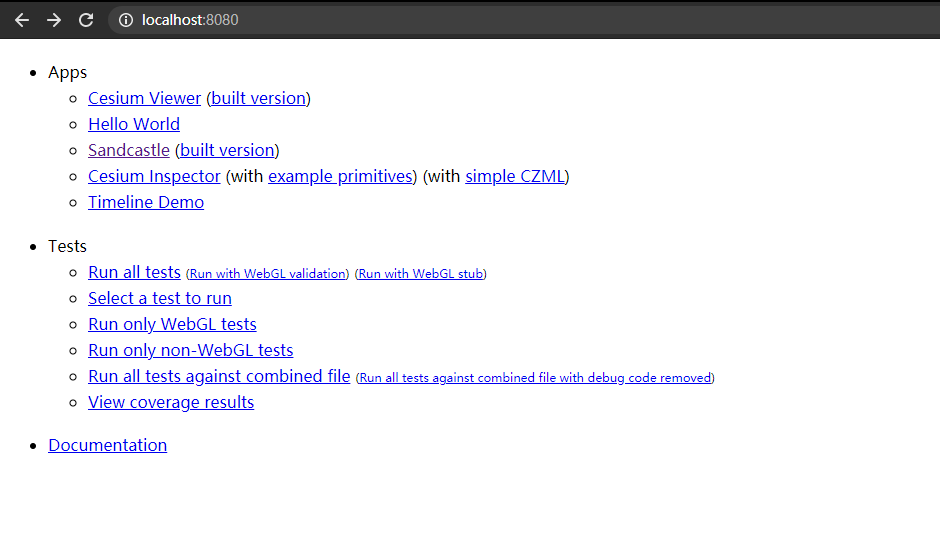 localhost:8080
Apps
Cesium Viewer (built version)
Hello World
Sandcastle (built version)
Cesium Inspector (with example primitives) (with simple CZML)
Timeline Demo
Tests
Run all tests (Run with WebGL validation) (Run with WebGL stub)
Select a test to run
Run only WebGL tests
Run only non-WebGL tests
Run all tests against combined file (Run all tests against combined file with debug code removed)
View coverage results
Documentation